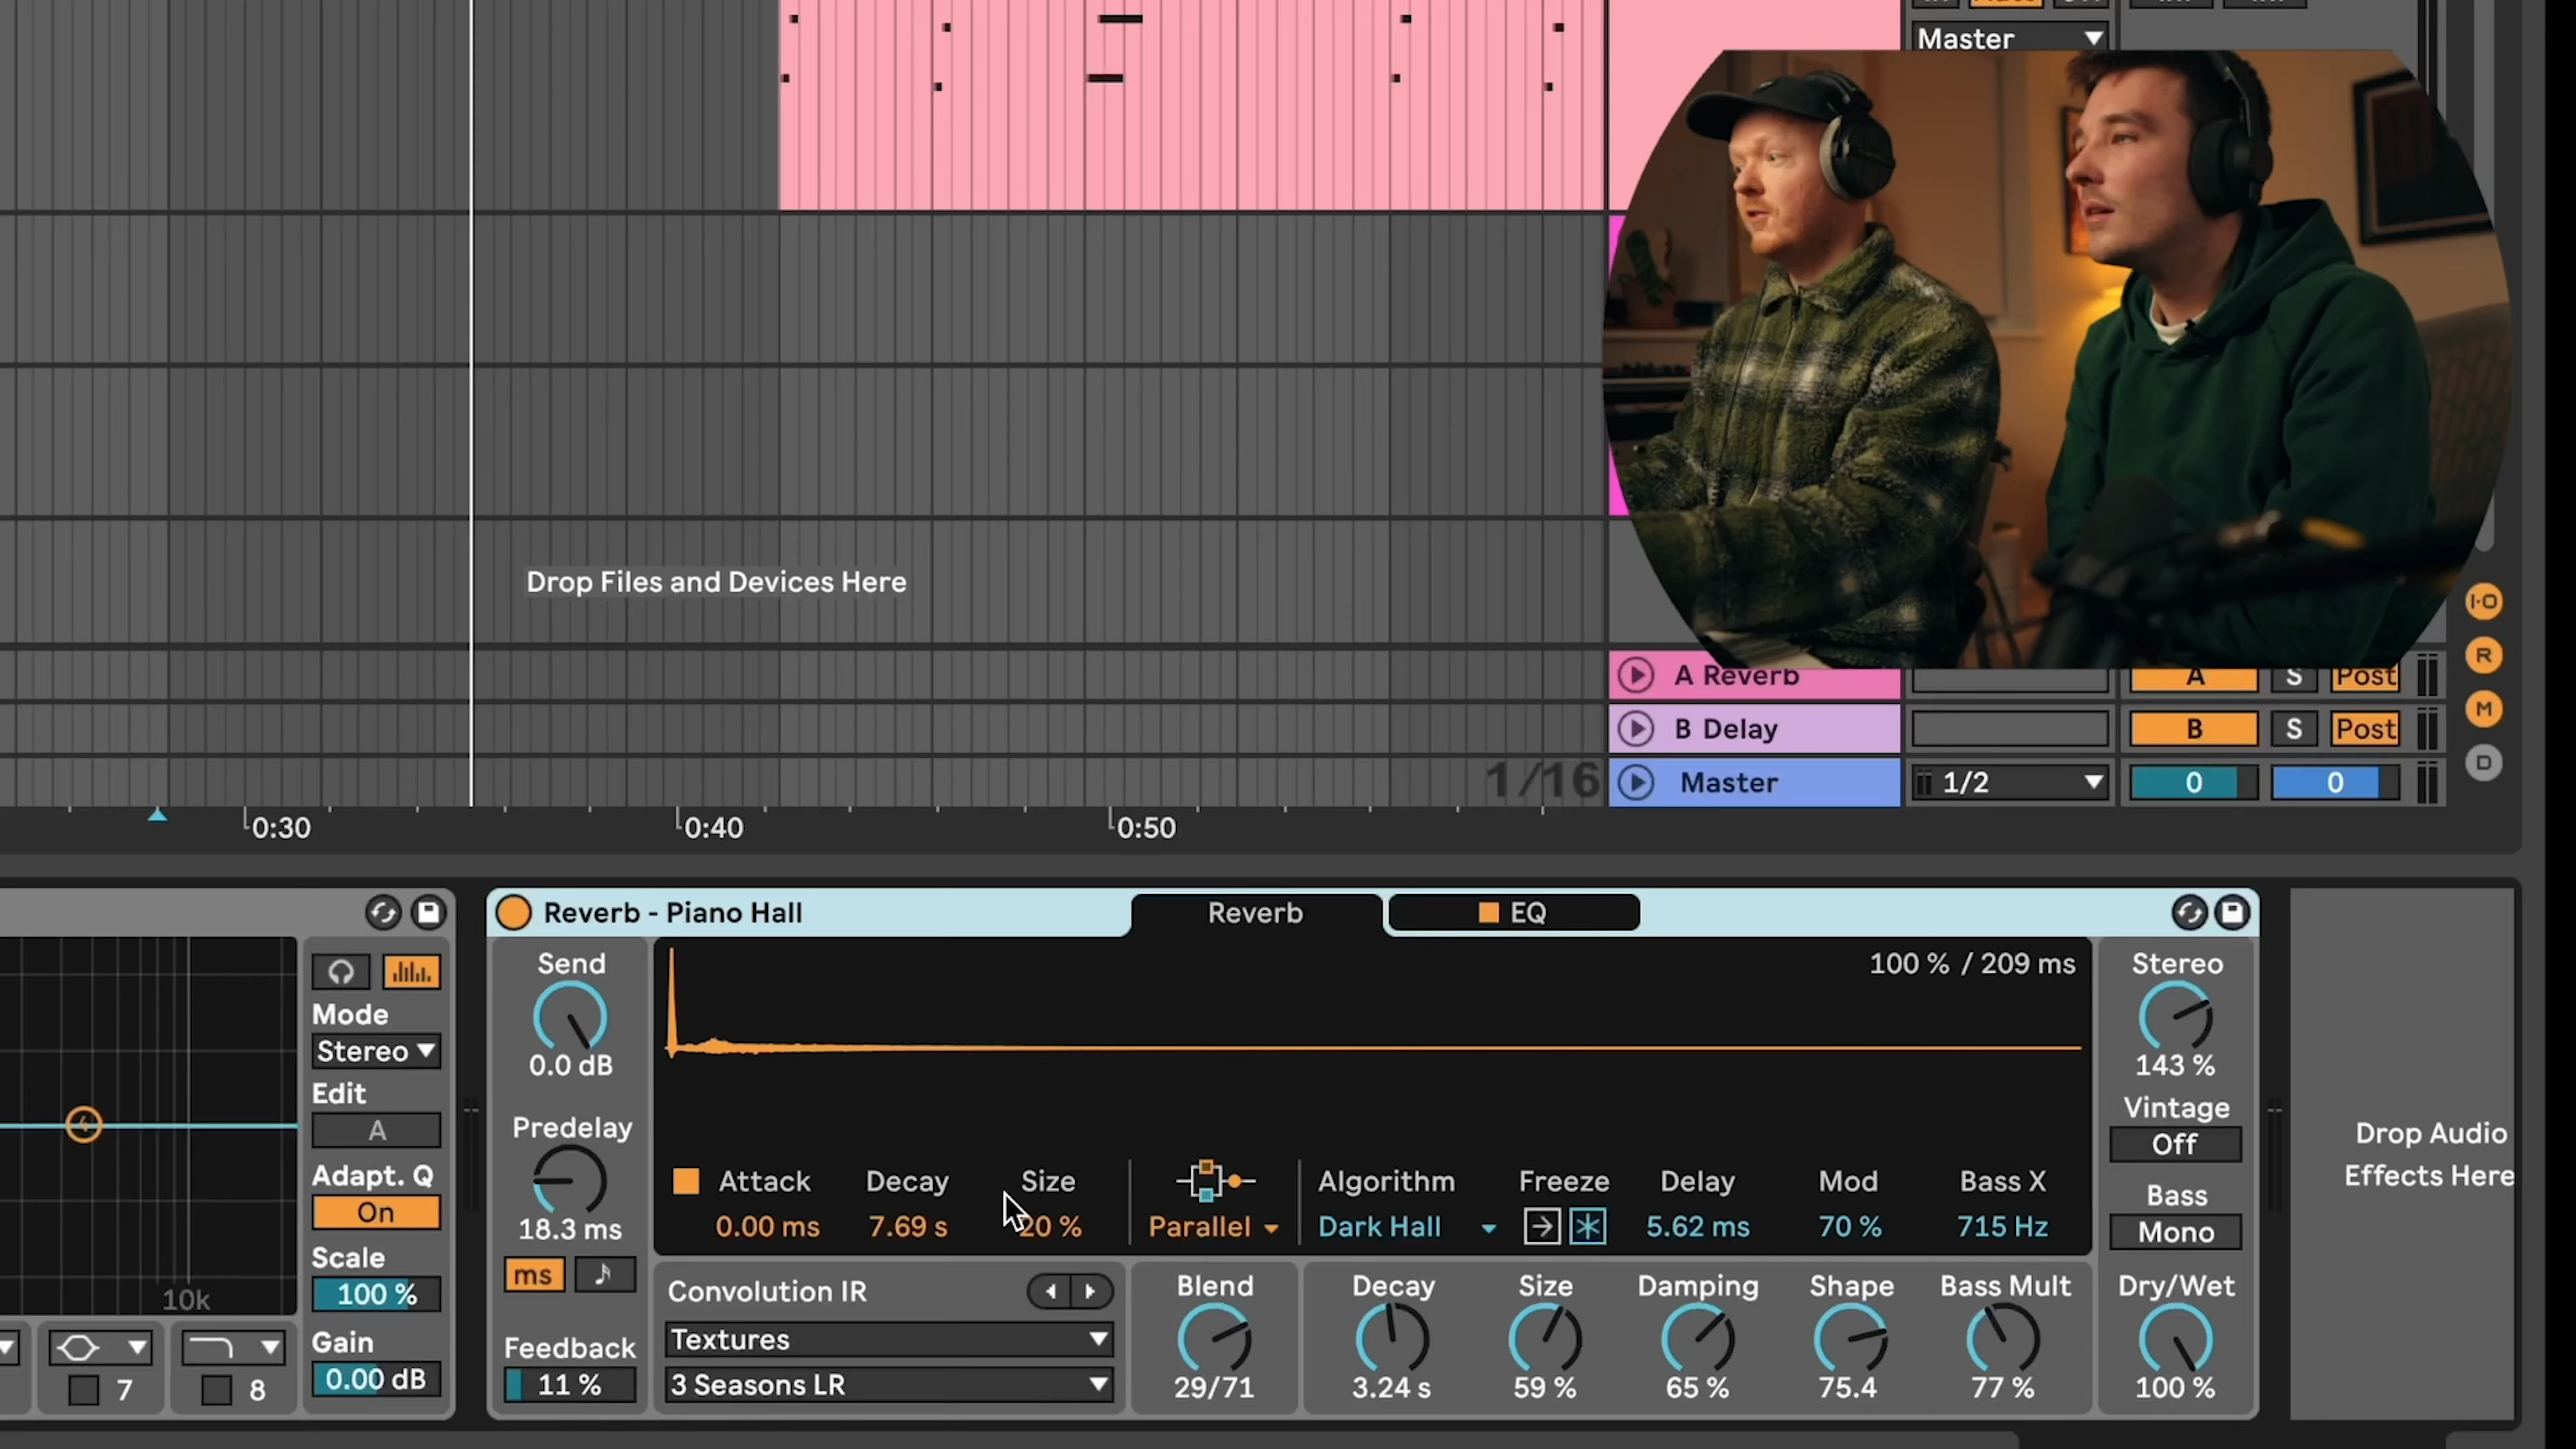 Master
Drop Files and Devices Here
A Reverb
A
S
Post
B Delay
B
S
Post
1/16
Master
1/2
0
0
I·O
R
M
D
0:30
0:40
0:50
Reverb - Piano Hall
Reverb
EQ
Mode
Stereo
Edit
A
Adapt. Q
On
Scale
100 %
Gain
0.00 dB
10k
7
8
Send
0.0 dB
Predelay
18.3 ms
ms
Feedback
11 %
100 % / 209 ms
Attack
0.00 ms
Decay
7.69 s
Size
20 %
Parallel
Algorithm
Dark Hall
Freeze
Delay
5.62 ms
Mod
70 %
Bass X
715 Hz
Convolution IR
Textures
3 Seasons LR
Blend
29/71
Decay
3.24 s
Size
59 %
Damping
65 %
Shape
75.4
Bass Mult
77 %
Stereo
143 %
Vintage
Off
Bass
Mono
Dry/Wet
100 %
Drop Audio
Effects Here